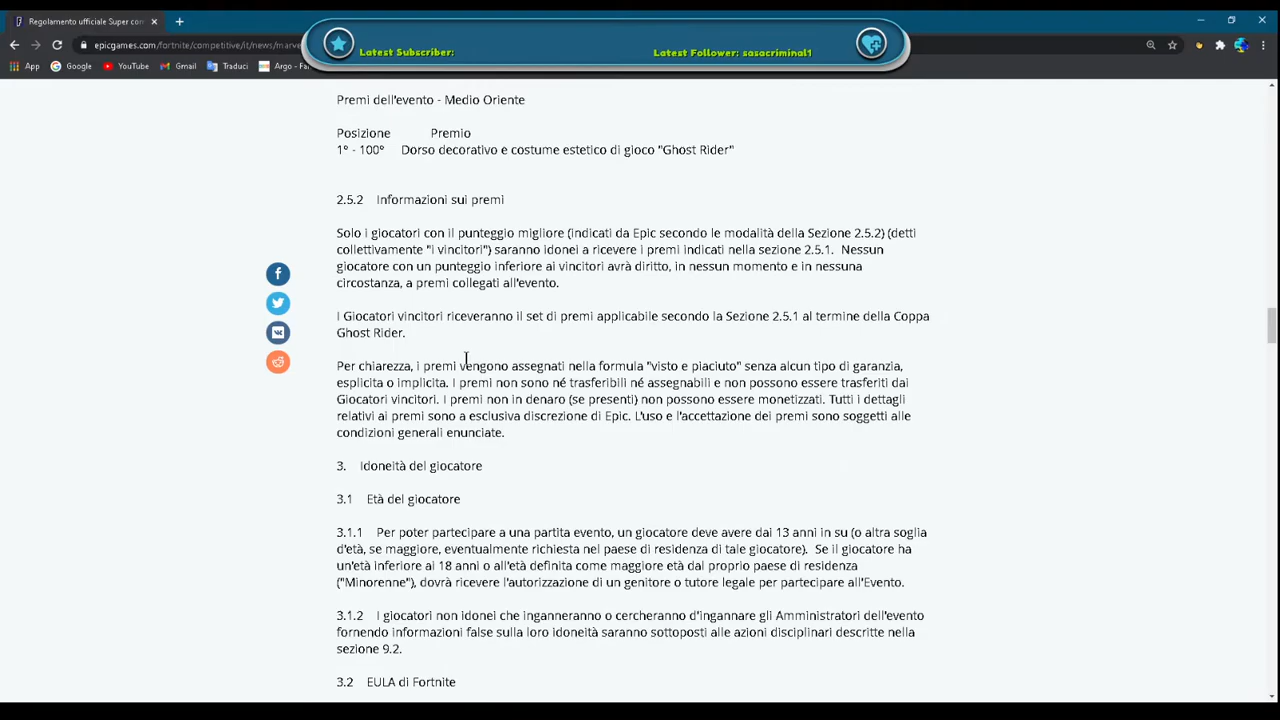 Regolamento ufficiale Super con
epicgames.com/fortnite/competitive/it/news/marve
Latest Subscriber:
Latest Follower: sasacriminal1
App
Google
YouTube
Gmail
Traduci
Argo - Fa
Premi dell'evento - Medio Oriente
Posizione Premio
1° - 100° Dorso decorativo e costume estetico di gioco "Ghost Rider"
2.5.2 Informazioni sui premi
Solo i giocatori con il punteggio migliore (indicati da Epic secondo le modalità della Sezione 2.5.2) (detti
collettivamente "i vincitori") saranno idonei a ricevere i premi indicati nella sezione 2.5.1. Nessun
giocatore con un punteggio inferiore ai vincitori avrà diritto, in nessun momento e in nessuna
circostanza, a premi collegati all'evento.
I Giocatori vincitori riceveranno il set di premi applicabile secondo la Sezione 2.5.1 al termine della Coppa
Ghost Rider.
Per chiarezza, i premi vengono assegnati nella formula "visto e piaciuto" senza alcun tipo di garanzia,
esplicita o implicita. I premi non sono né trasferibili né assegnabili e non possono essere trasferiti dai
Giocatori vincitori. I premi non in denaro (se presenti) non possono essere monetizzati. Tutti i dettagli
relativi ai premi sono a esclusiva discrezione di Epic. L'uso e l'accettazione dei premi sono soggetti alle
condizioni generali enunciate.
3. Idoneità del giocatore
3.1 Età del giocatore
3.1.1 Per poter partecipare a una partita evento, un giocatore deve avere dai 13 anni in su (o altra soglia
d'età, se maggiore, eventualmente richiesta nel paese di residenza di tale giocatore). Se il giocatore ha
un'età inferiore ai 18 anni o all'età definita come maggiore età dal proprio paese di residenza
("Minorenne"), dovrà ricevere l'autorizzazione di un genitore o tutore legale per partecipare all'Evento.
3.1.2 I giocatori non idonei che inganneranno o cercheranno d'ingannare gli Amministratori dell'evento
fornendo informazioni false sulla loro idoneità saranno sottoposti alle azioni disciplinari descritte nella
sezione 9.2.
3.2 EULA di Fortnite